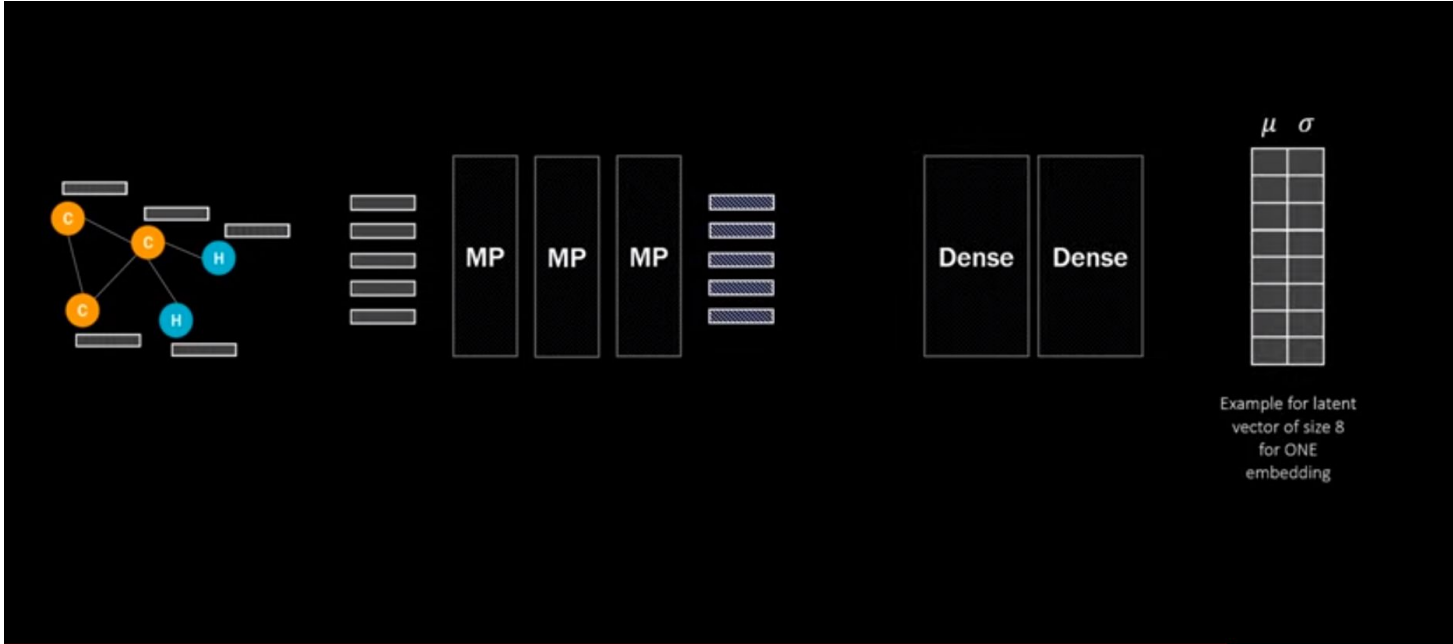 μ σ
C
C
H
C
H
MP MP MP
Dense Dense
Example for latent
vector of size 8
for ONE
embedding